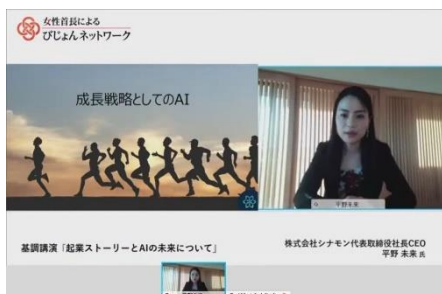 女性首長による
びじょんネットワーク
成長戦略としてのAI
平野未来
基調講演「起業ストーリーとAIの未来について」
株式会社シナモン代表取締役社長CEO
平野 未来 氏